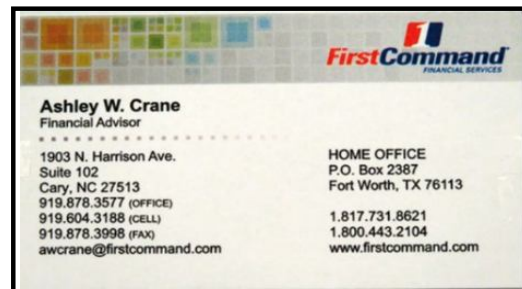 1
FirstCommand
FINANCIAL SERVICES
Ashley W. Crane
Financial Advisor
1903 N. Harrison Ave.
Suite 102
Cary, NC 27513
919.878.3577 (OFFICE)
919.604.3188 (CELL)
919.878.3998 (FAX)
awcrane@firstcommand.com
HOME OFFICE
P.O. Box 2387
Fort Worth, TX 76113
1.817.731.8621
1.800.443.2104
www.firstcommand.com